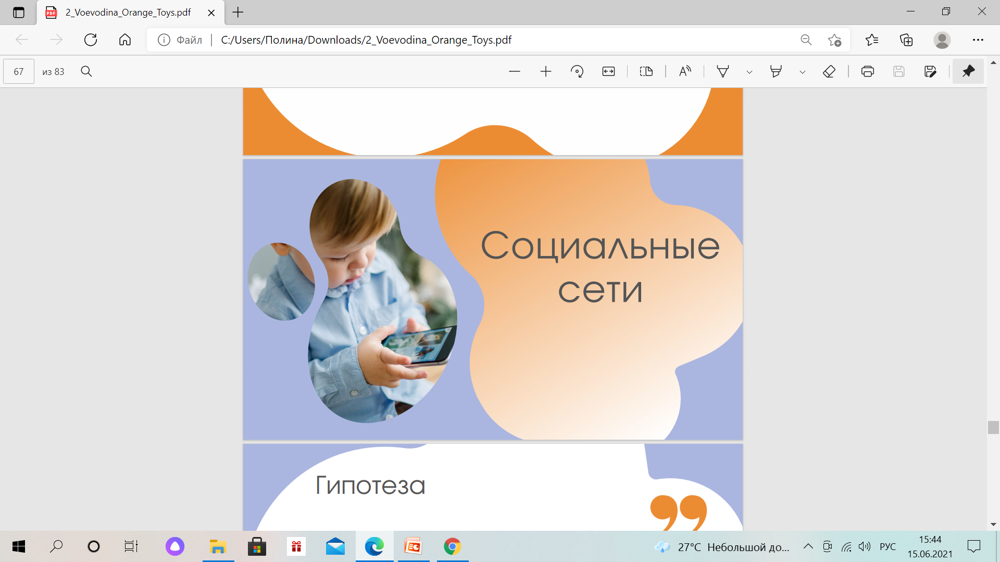 2_Voevodina_Orange_Toys.pdf
Файл
C:/Users/Полина/Downloads/2_Voevodina_Orange_Toys.pdf
67
из 83
Социальные
сети
Гипотеза
27°C Небольшой до...
РУС
15:44
15.06.2021